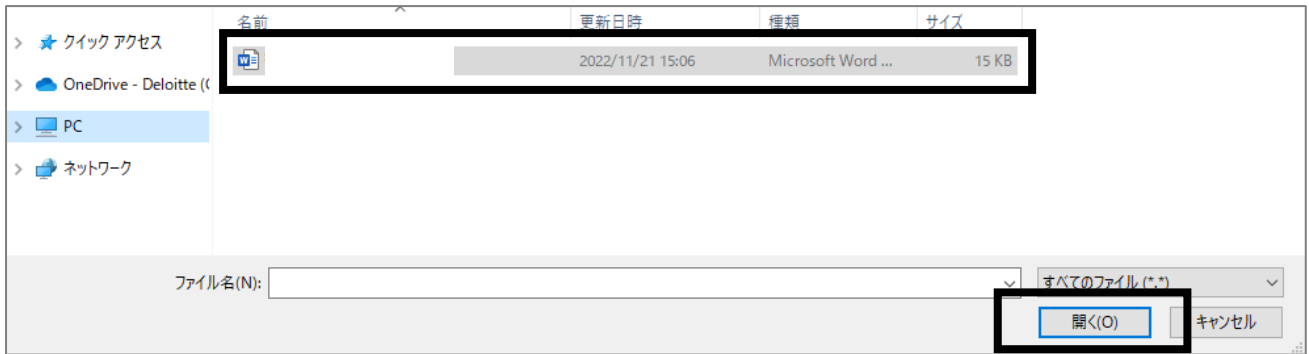 名前 更新日時 種類 サイズ
クイック アクセス
2022/11/21 15:06 Microsoft Word ... 15 KB
OneDrive - Deloitte (
PC
ネットワーク
ファイル名(N): すべてのファイル (*.*)
開く(O) キャンセル